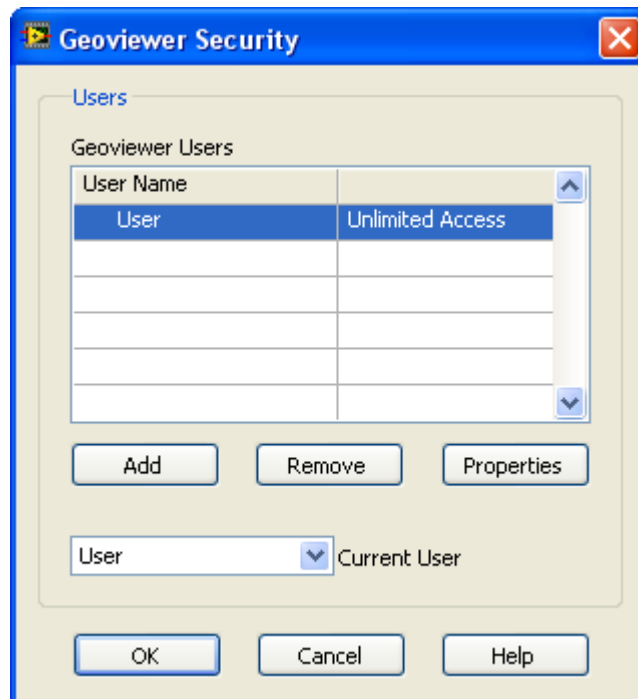 Geoviewer Security
Users
Geoviewer Users
User Name
User Unlimited Access
Add Remove Properties
User Current User
OK Cancel Help